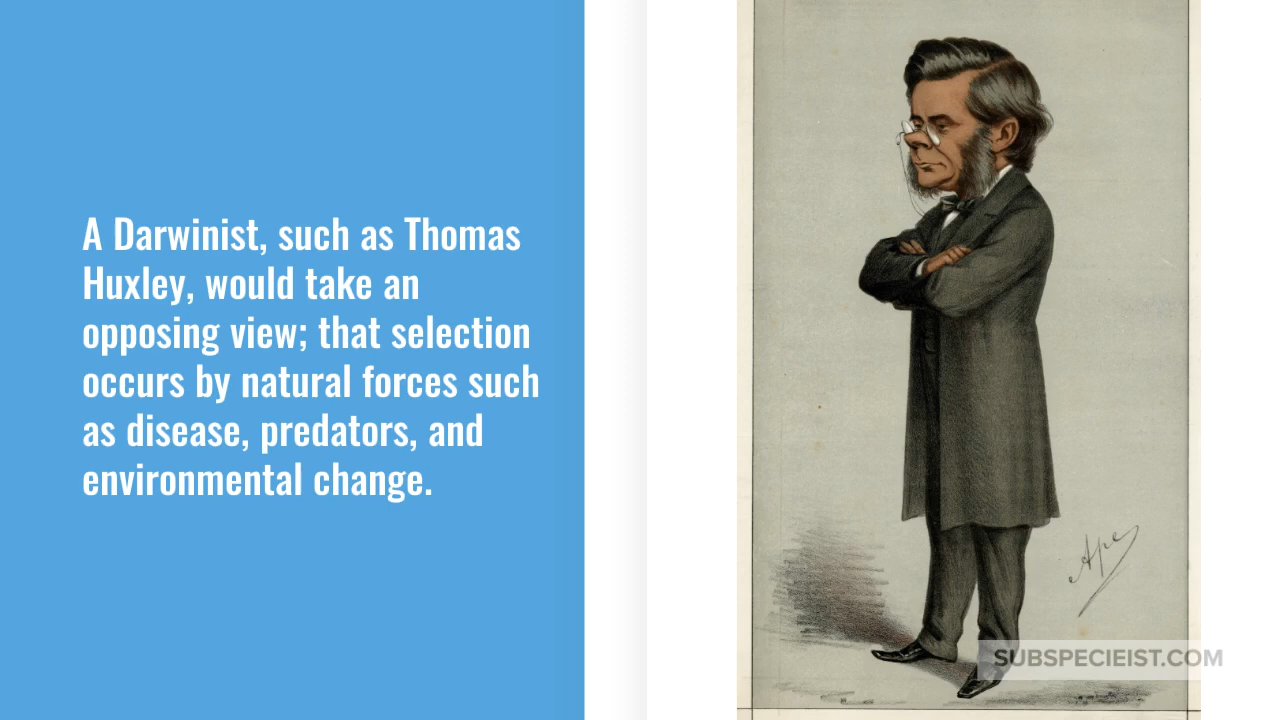 A Darwinist, such as Thomas
Huxley, would take an
opposing view; that selection
occurs by natural forces such
as disease, predators, and
environmental change.
Ape
SUBSPECIEIST.COM